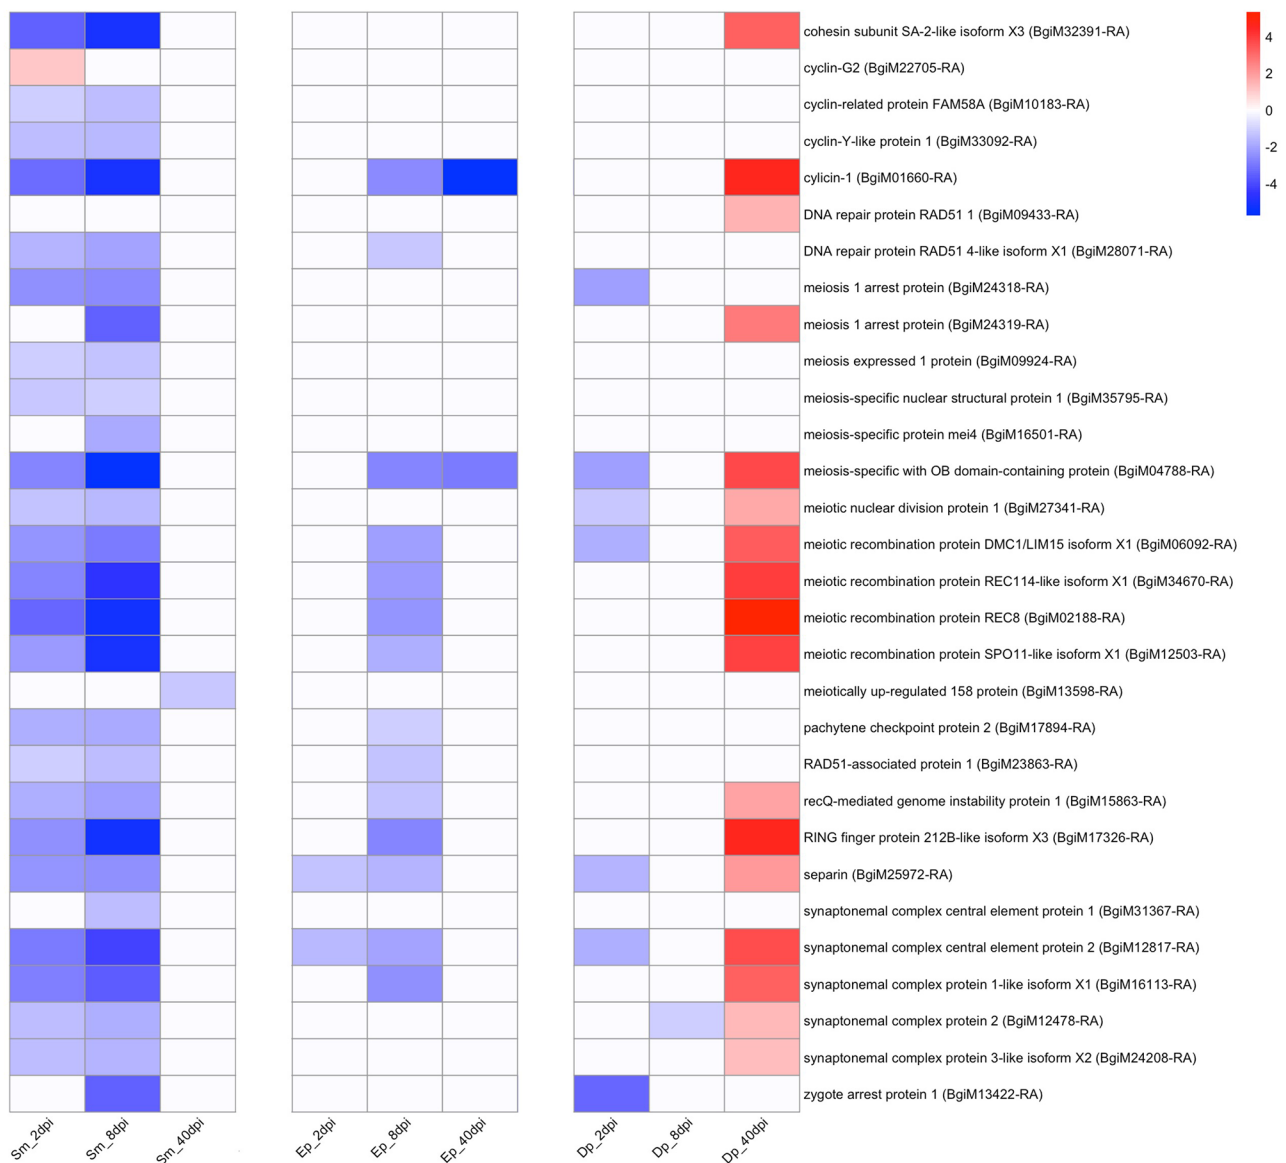 cohesin subunit SA-2-like isoform X3 (BgiM32391-RA)
cyclin-G2 (BgiM22705-RA)
cyclin-related protein FAM58A (BgiM10183-RA)
cyclin-Y-like protein 1 (BgiM33092-RA)
cylicin-1 (BgiM01660-RA)
DNA repair protein RAD51 1 (BgiM09433-RA)
DNA repair protein RAD51 4-like isoform X1 (BgiM28071-RA)
meiosis 1 arrest protein (BgiM24318-RA)
meiosis 1 arrest protein (BgiM24319-RA)
meiosis expressed 1 protein (BgiM09924-RA)
meiosis-specific nuclear structural protein 1 (BgiM35795-RA)
meiosis-specific protein mei4 (BgiM16501-RA)
meiosis-specific with OB domain-containing protein (BgiM04788-RA)
meiotic nuclear division protein 1 (BgiM27341-RA)
meiotic recombination protein DMC1/LIM15 isoform X1 (BgiM06092-RA)
meiotic recombination protein REC114-like isoform X1 (BgiM34670-RA)
meiotic recombination protein REC8 (BgiM02188-RA)
meiotic recombination protein SPO11-like isoform X1 (BgiM12503-RA)
meiotically up-regulated 158 protein (BgiM13598-RA)
pachytene checkpoint protein 2 (BgiM17894-RA)
RAD51-associated protein 1 (BgiM23863-RA)
recQ-mediated genome instability protein 1 (BgiM15863-RA)
RING finger protein 212B-like isoform X3 (BgiM17326-RA)
separin (BgiM25972-RA)
synaptonemal complex central element protein 1 (BgiM31367-RA)
synaptonemal complex central element protein 2 (BgiM12817-RA)
synaptonemal complex protein 1-like isoform X1 (BgiM16113-RA)
synaptonemal complex protein 2 (BgiM12478-RA)
synaptonemal complex protein 3-like isoform X2 (BgiM24208-RA)
zygote arrest protein 1 (BgiM13422-RA)
4
2
0
-2
-4
Sm_2dpi
Sm_8dpi
Sm_40dpi
Ep_2dpi
Ep_8dpi
Ep_40dpi
Dp_2dpi
Dp_8dpi
Dp_40dpi